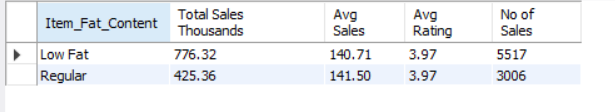 Item_Fat_Content Total Sales Thousands Avg Sales Avg Rating No of Sales
Low Fat 776.32 140.71 3.97 5517
Regular 425.36 141.50 3.97 3006